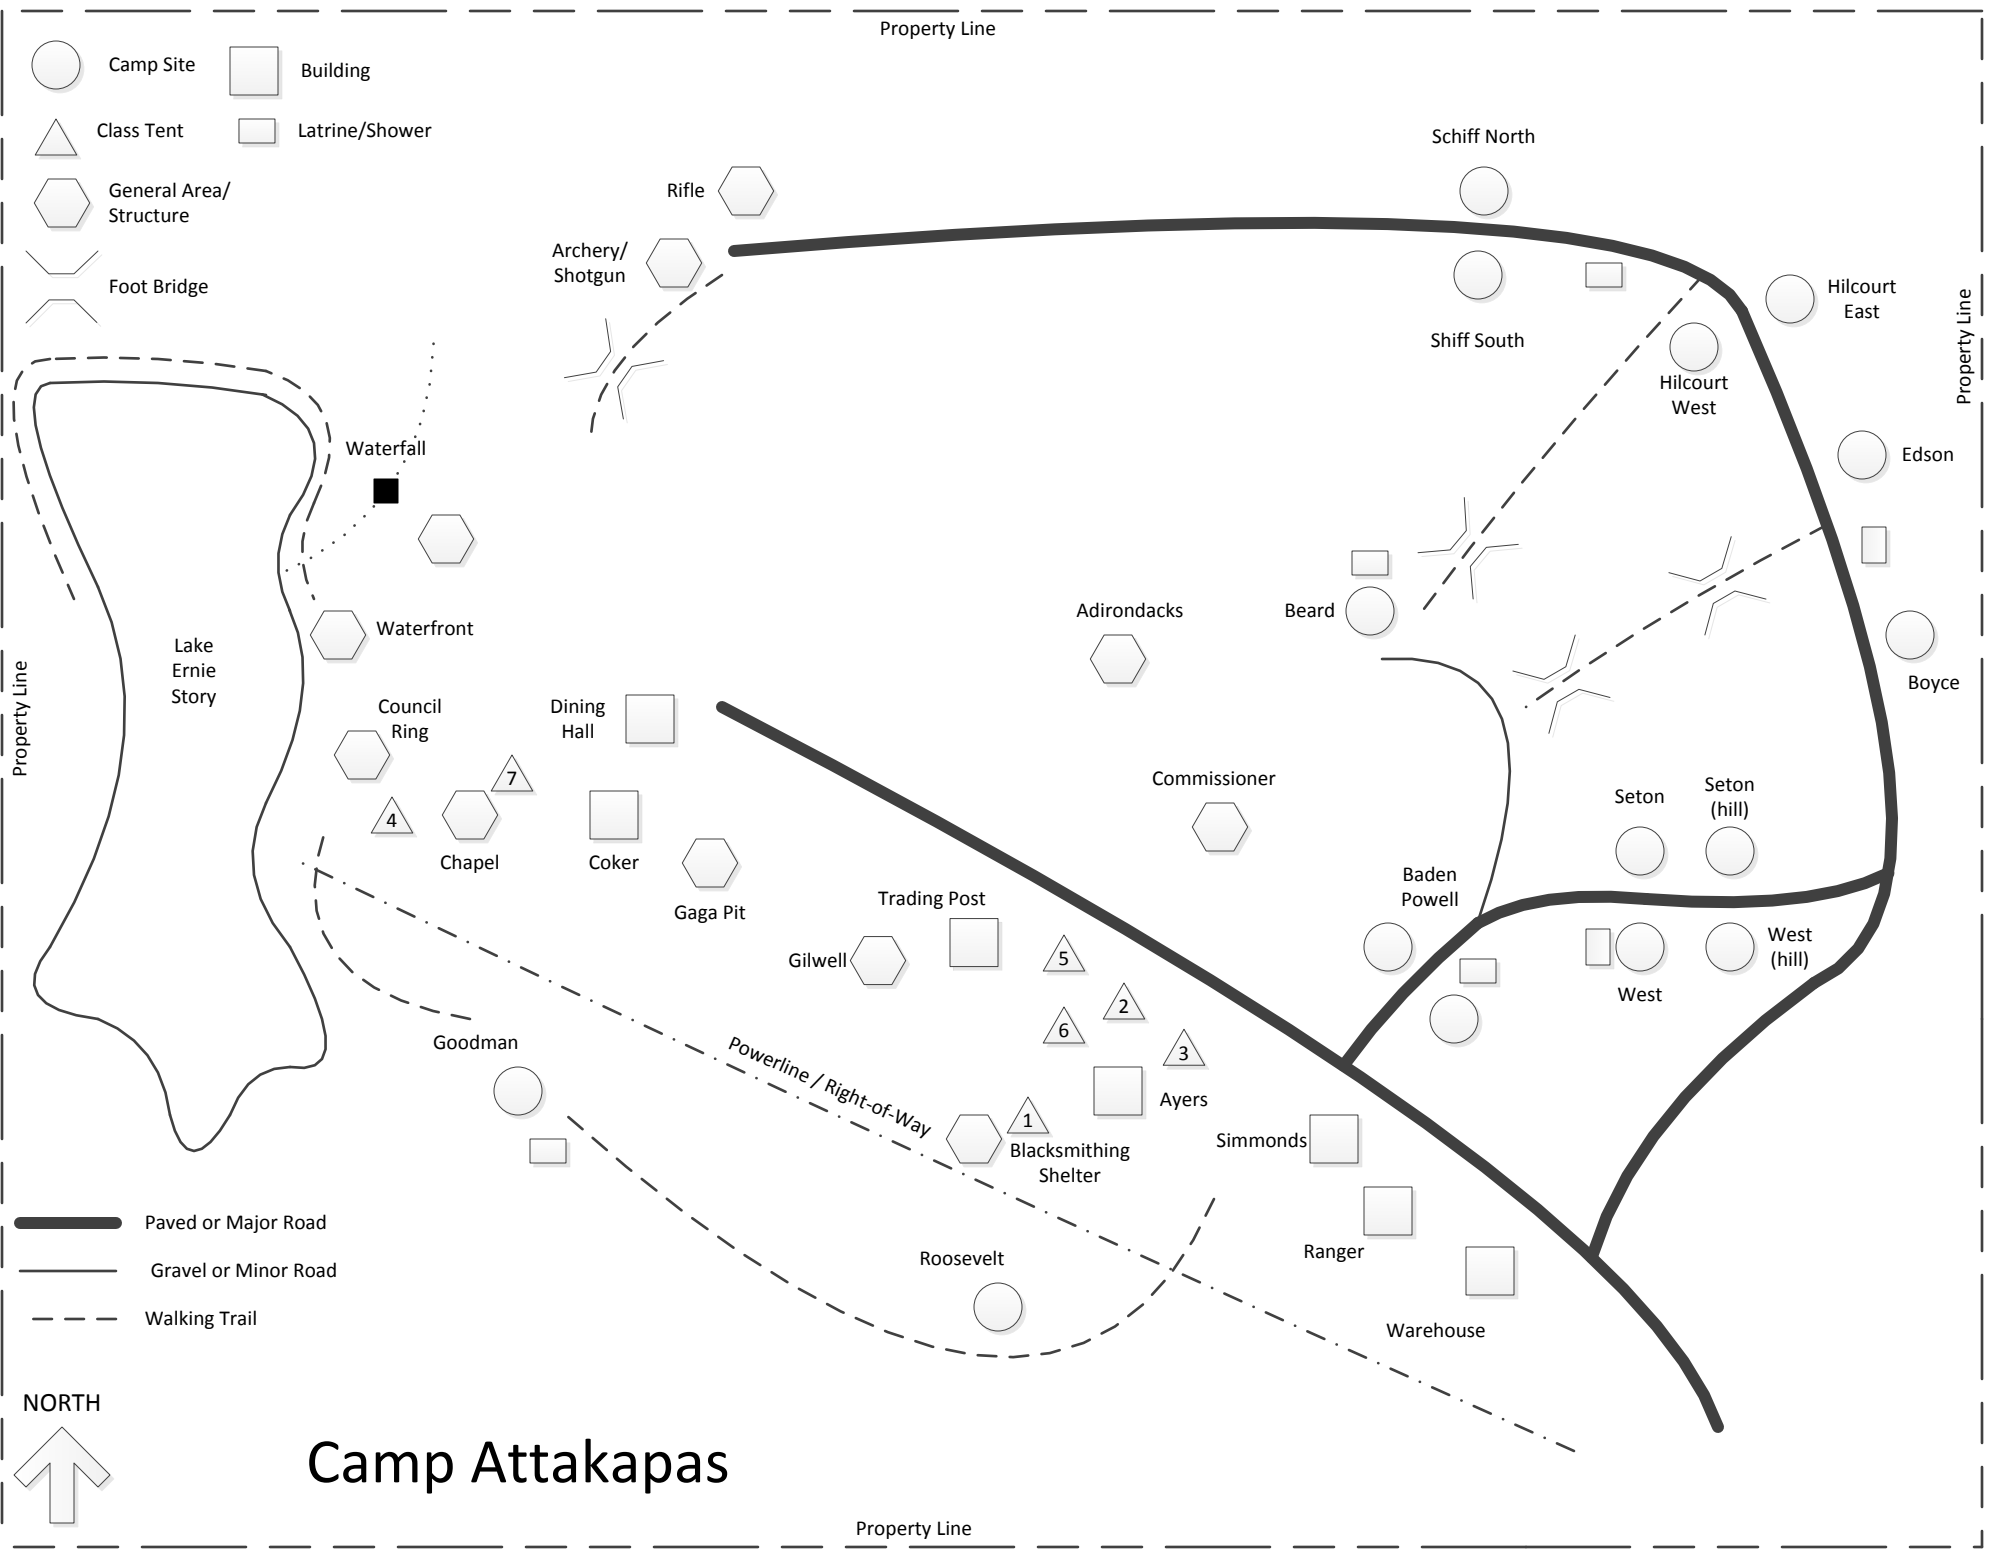 Property Line
Camp Site
Building
Class Tent
Latrine/Shower
General Area/
Structure
Foot Bridge
Schiff North
Rifle
Archery/
Shotgun
Shiff South
Hilcourt
East
Hilcourt
West
Property Line
Edson
Waterfall
Beard
Adirondacks
Waterfront
Lake
Ernie
Story
Property Line
Boyce
Council
Ring
Dining
Hall
7
4
Chapel
Coker
Gaga Pit
Commissioner
Seton
Seton
(hill)
Baden
Powell
Trading Post
Gilwell
5
2
6
3
West
West
(hill)
Goodman
Powerline / Right-of-Way
Ayers
1
Blacksmithing
Shelter
Simmonds
Ranger
Roosevelt
Warehouse
Paved or Major Road
Gravel or Minor Road
Walking Trail
NORTH
Camp Attakapas
Property Line